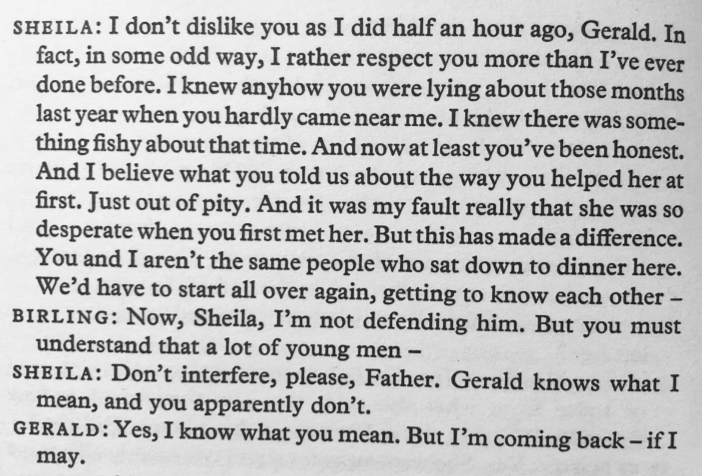 SHEILA: I don't dislike you as I did half an hour ago, Gerald. In
fact, in some odd way, I rather respect you more than I've ever
done before. I knew anyhow you were lying about those months
last year when you hardly came near me. I knew there was some-
thing fishy about that time. And now at least you've been honest.
And I believe what you told us about the way you helped her at
first. Just out of pity. And it was my fault really that she was so
desperate when you first met her. But this has made a difference.
You and I aren't the same people who sat down to dinner here.
We'd have to start all over again, getting to know each other –
BIRLING: Now, Sheila, I'm not defending him. But you must
understand that a lot of young men –
SHEILA: Don't interfere, please, Father. Gerald knows what I
mean, and you apparently don't.
GERALD: Yes, I know what you mean. But I'm coming back – if I
may.